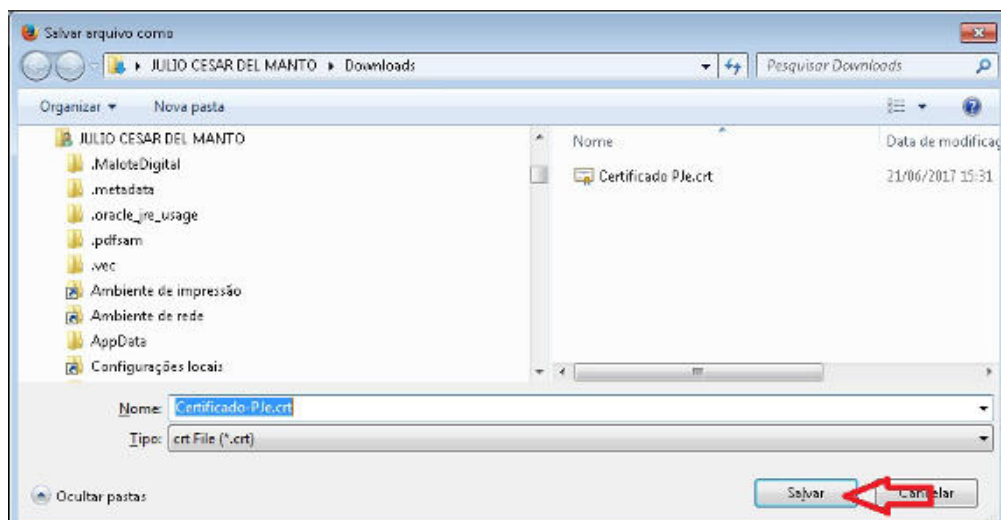 Salvar arquivo como
JULIO CESAR DEL MANTO ▸ Downloads
Pesquisar Downloads
Organizar
Nova pasta
JULIO CESAR DEL MANTO
.MaloteDigital
.metadata
.oracle_jre_usage
.pdfsam
.vec
Ambiente de impressão
Ambiente de rede
AppData
Configurações locais
Nome
Data de modificaç
Certificado PJe.crt
21/06/2017 15:31
Nome: Certificado-PJe.crt
Tipo: crt File (*.crt)
Ocultar pastas
Salvar
Cancelar